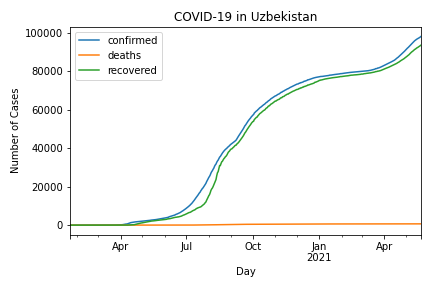 COVID-19 in Uzbekistan
confirmed
deaths
recovered
Number of Cases
100000
80000
60000
40000
20000
0
Apr
Jul
Oct
Jan
2021
Apr
Day